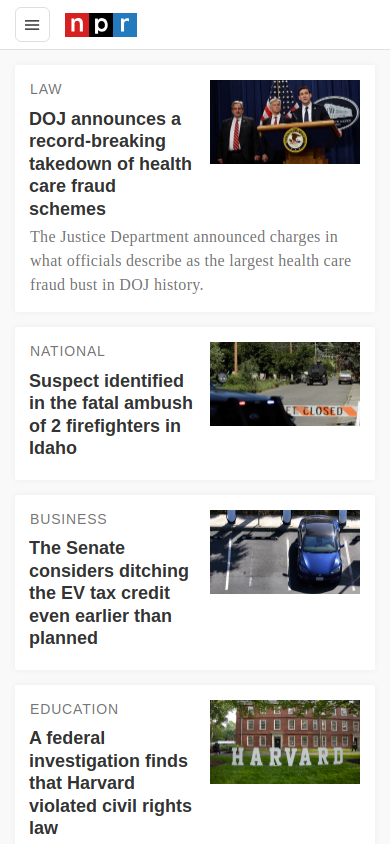 npr
LAW
DOJ announces a
record-breaking
takedown of health
care fraud
schemes
The Justice Department announced charges in
what officials describe as the largest health care
fraud bust in DOJ history.
NATIONAL
Suspect identified
in the fatal ambush
of 2 firefighters in
Idaho
CLOSED
BUSINESS
The Senate
considers ditching
the EV tax credit
even earlier than
planned
EDUCATION
A federal
investigation finds
that Harvard
violated civil rights
law
HARVARD